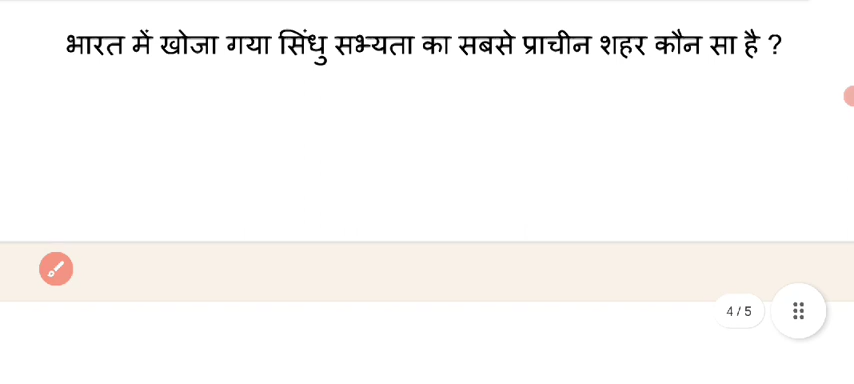 भारत में खोजा गया सिंधु सभ्यता का सबसे प्राचीन शहर कौन सा है ?
4 / 5